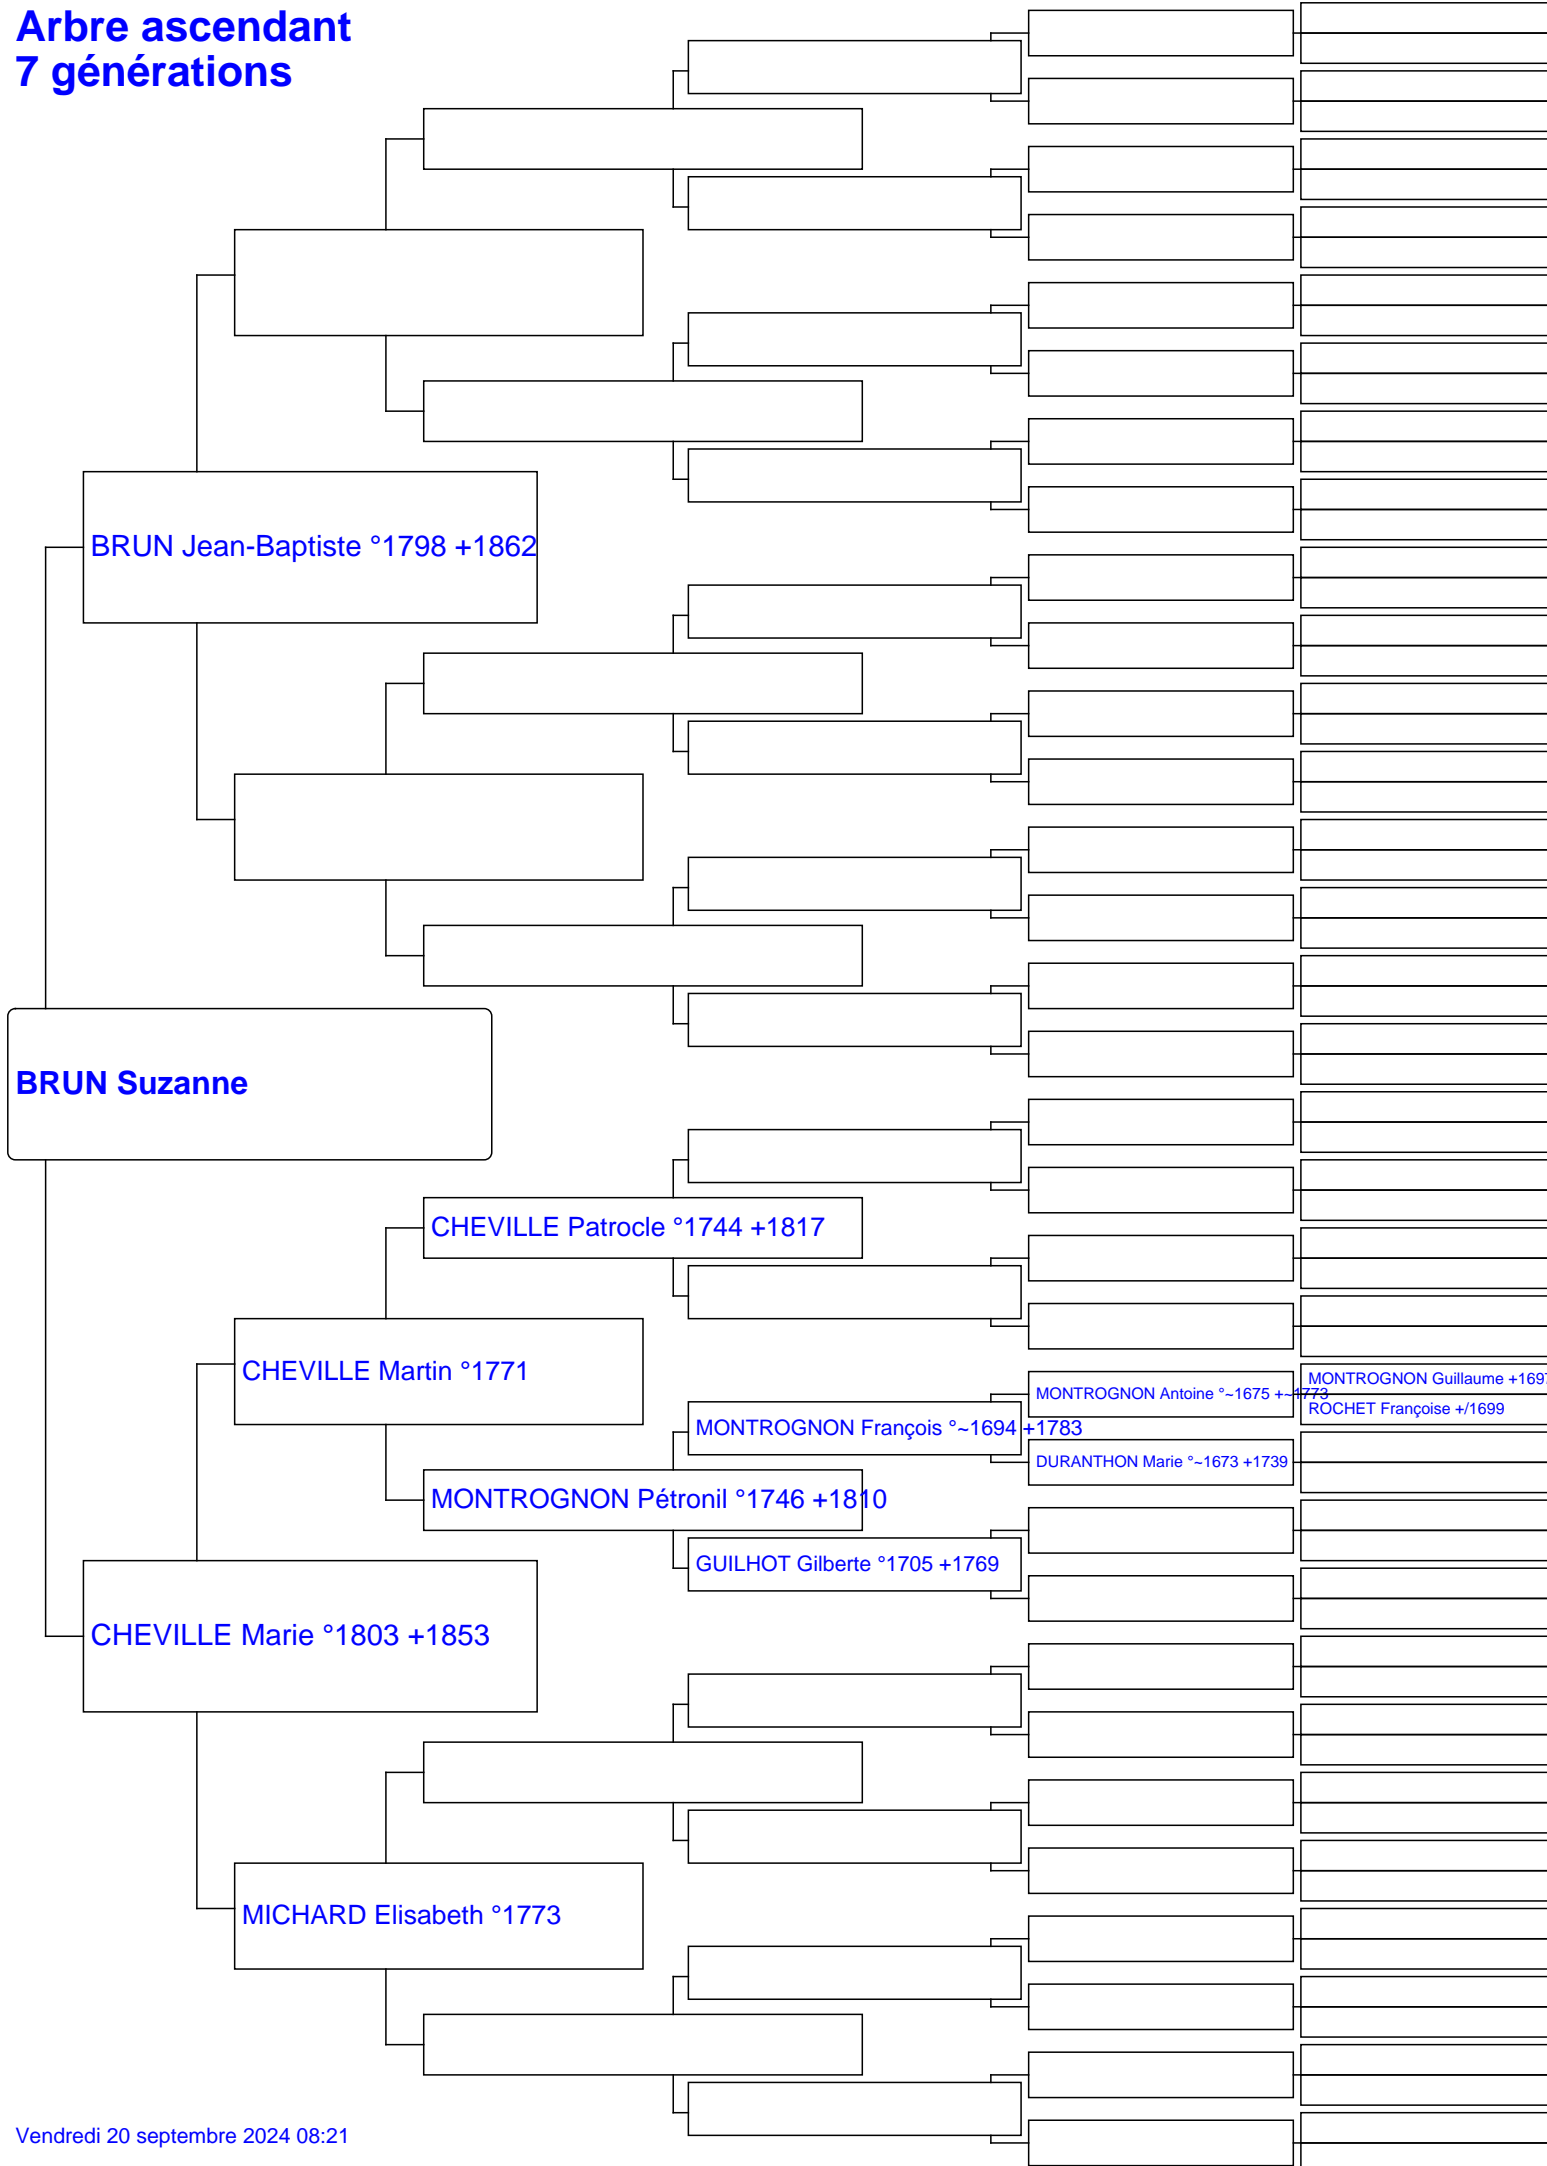 Arbre ascendant
7 générations
BRUN Jean-Baptiste °1798 +1862
BRUN Suzanne
CHEVILLE Patrocle °1744 +1817
CHEVILLE Martin °1771
MONTROGNON Guillaume +1697
MONTROGNON Antoine °~1675 +~1773
ROCHET Françoise +/1699
MONTROGNON François °~1694 +1783
DURANTHON Marie °~1673 +1739
MONTROGNON Pétronil °1746 +1810
GUILHOT Gilberte °1705 +1769
CHEVILLE Marie °1803 +1853
MICHARD Elisabeth °1773
Vendredi 20 septembre 2024 08:21